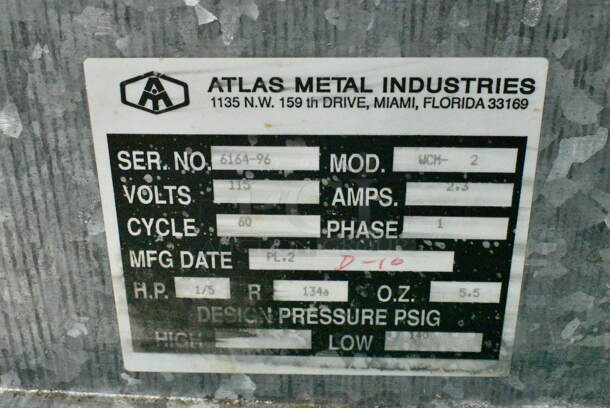 ATLAS METAL INDUSTRIES
1135 N.W. 159 th DRIVE, MIAMI, FLORIDA 33169
SER. NO. 6164-96 MOD. WCM- 2
VOLTS 115 AMPS. 2.3
CYCLE 60 PHASE 1
MFG DATE PL.2 D-10
H.P. 1/5 R 134a O.Z. 5.5
DESIGN PRESSURE PSIG
HIGH LOW 140